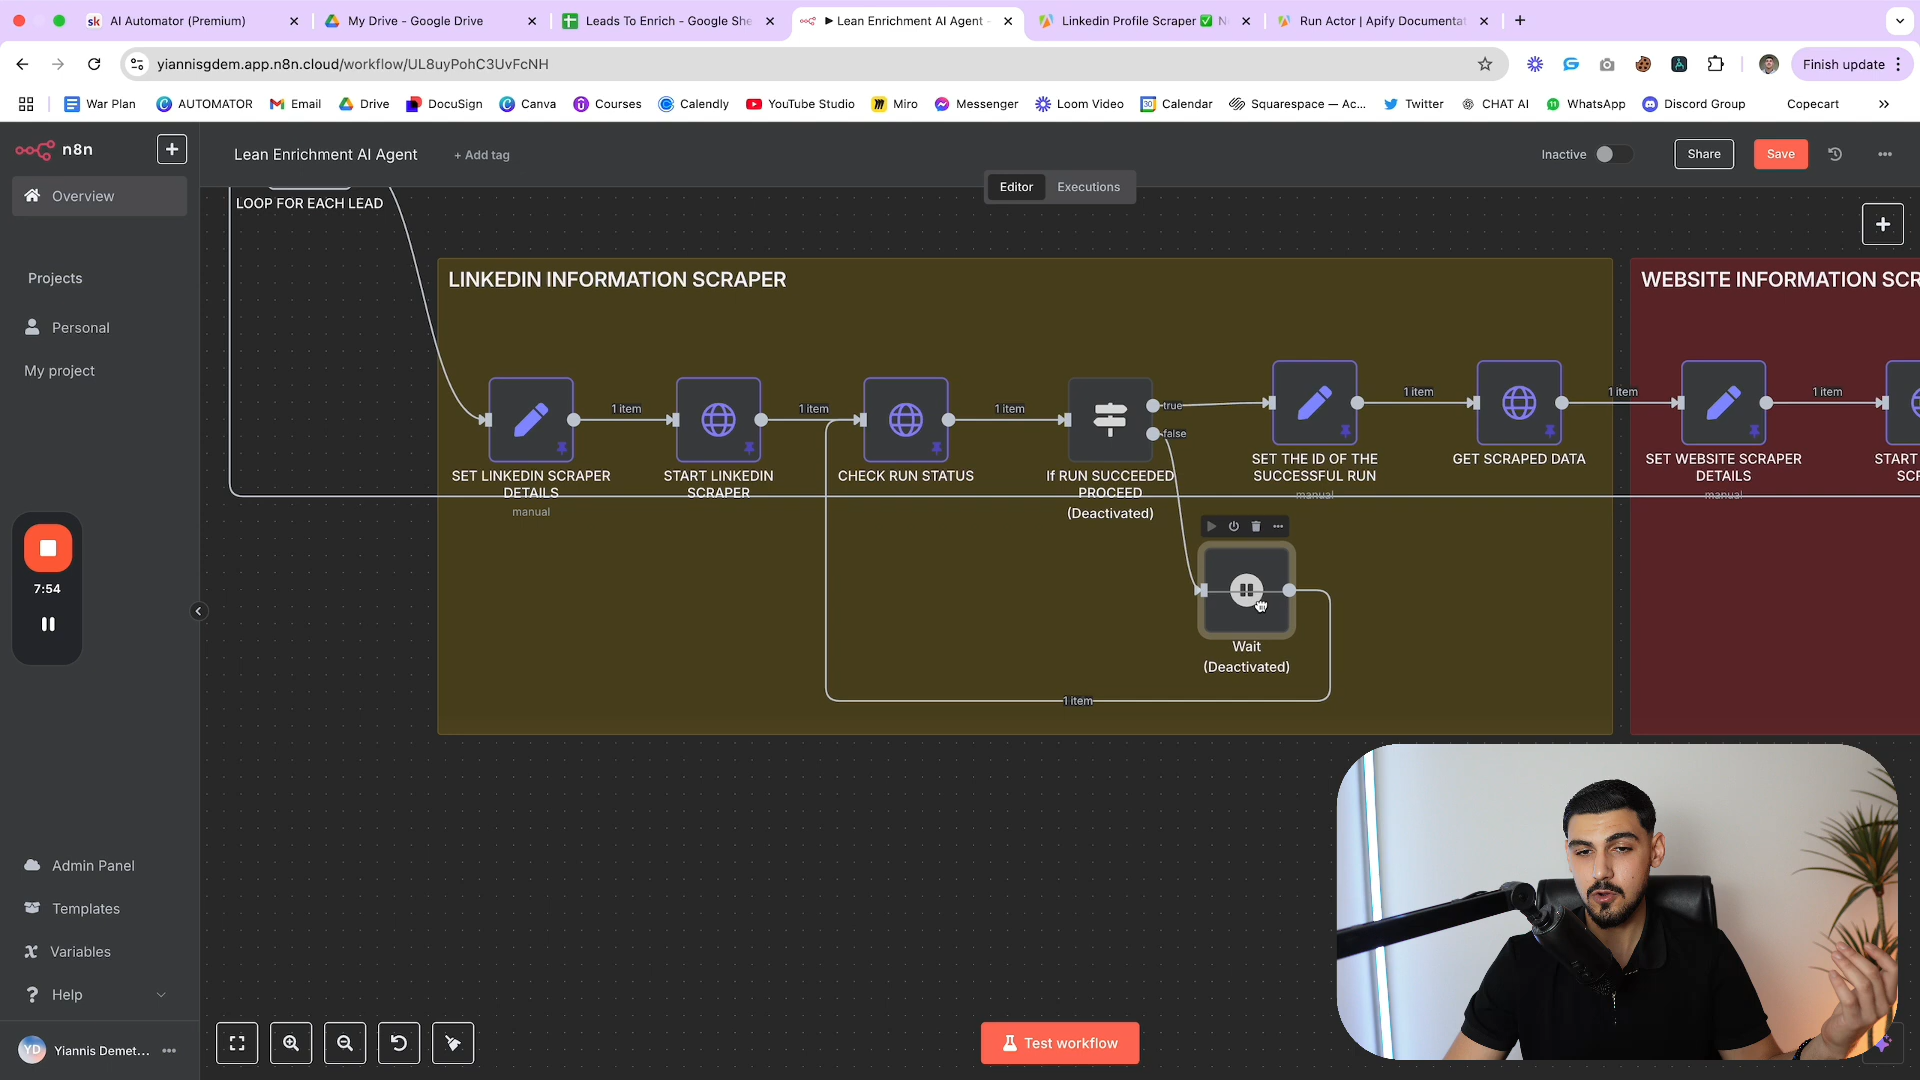 AI Automator (Premium)
My Drive - Google Drive
Leads To Enrich - Google She
Lean Enrichment AI Agent -
Linkedin Profile Scraper ✅ N
Run Actor | Apify Documentat
yiannisgdem.app.n8n.cloud/workflow/UL8uyPohC3UvFcNH
Finish update
War Plan
AUTOMATOR
Email
Drive
DocuSign
Canva
Courses
Calendly
YouTube Studio
Miro
Messenger
Loom Video
Calendar
Squarespace — Ac...
Twitter
CHAT AI
WhatsApp
Discord Group
Copecart
n8n
Lean Enrichment AI Agent
+ Add tag
Inactive
Share
Save
Editor
Executions
Overview
Projects
Personal
My project
LOOP FOR EACH LEAD
LINKEDIN INFORMATION SCRAPER
WEBSITE INFORMATION SCR
1 item
1 item
1 item
true
false
1 item
1 item
1 item
SET LINKEDIN SCRAPER
DETAILS
manual
START LINKEDIN
SCRAPER
CHECK RUN STATUS
If RUN SUCCEEDED
PROCEED
(Deactivated)
SET THE ID OF THE
SUCCESSFUL RUN
manual
GET SCRAPED DATA
SET WEBSITE SCRAPER
DETAILS
manual
START
SC
Wait
(Deactivated)
1 item
7:54
Admin Panel
Templates
Variables
Help
YD
Yiannis Demet...
Test workflow